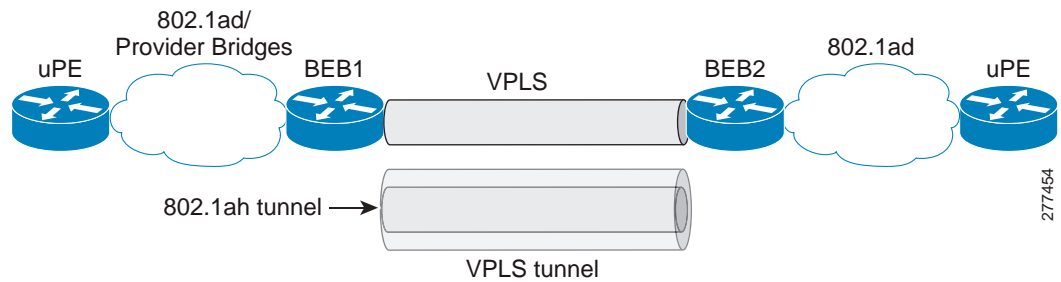 802.1ad/
Provider Bridges
802.1ad
uPE
BEB1
VPLS
BEB2
uPE
802.1ah tunnel
VPLS tunnel
277454